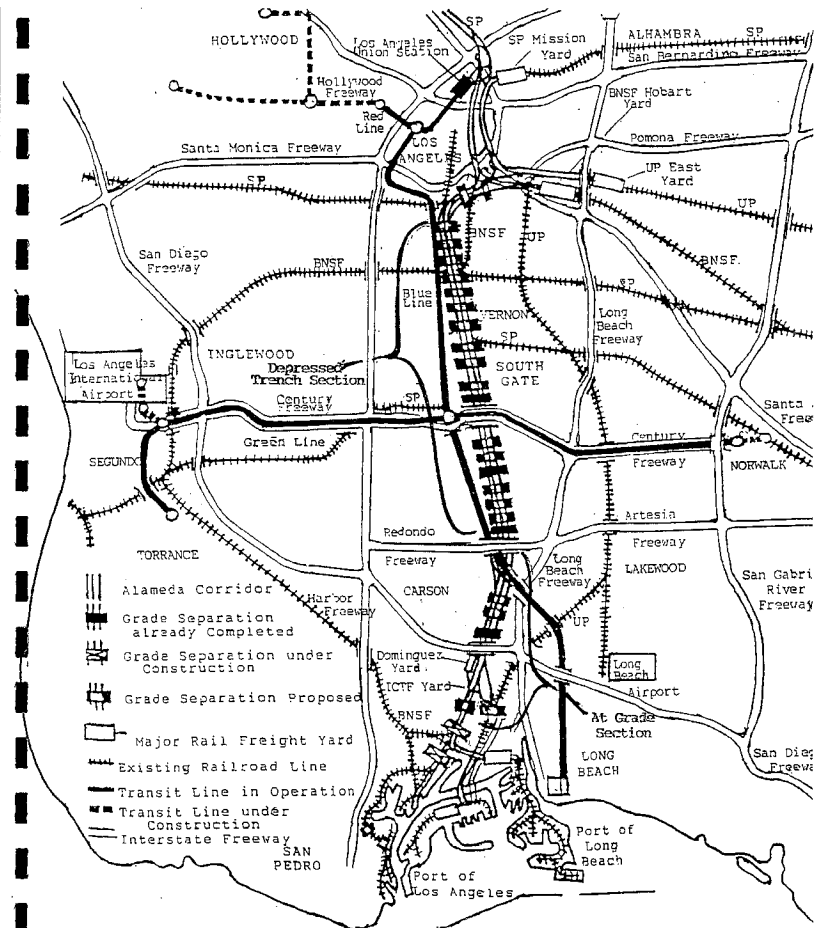 SP
HOLLYWOOD
Los Angeles
Union Station
SP Mission
Yard
ALHAMBRA
SP
San Bernardino Freeway
Hollywood
Freeway
Red
Line
BNSF Hobart
Yard
LOS
ANGELES
Santa Monica Freeway
Pomona Freeway
SP
UP East
Yard
UP
San Diego
Freeway
BNSF
UP
BNSF
BNSF
SP
Blue
Line
VERNON
Long
Beach
Freeway
SP
INGLEWOOD
Los Angeles
International
Airport
Depressed
Trench Section
SOUTH
GATE
Century
Freeway
SP
Santa
Free
Green Line
Century
Freeway
SEGUNDO
NORWALK
Redondo
Freeway
Artesia
Freeway
TORRANCE
Long
Beach
Freeway
LAKEWOOD
San Gabri
River
Freeway
Alameda Corridor
Harbor
Freeway
CARSON
Grade Separation
already Completed
UP
Grade Separation under
Construction
Dominguez
Yard
Long
Beach
Airport
ICTF Yard
Grade Separation Proposed
BNSF
At Grade
Section
Major Rail Freight Yard
Existing Railroad Line
LONG
BEACH
San Dieg
Freewa
Transit Line in Operation
Transit Line under
Construction
Interstate Freeway
SAN
PEDRO
Port of
Long
Beach
Port of
Los Angeles